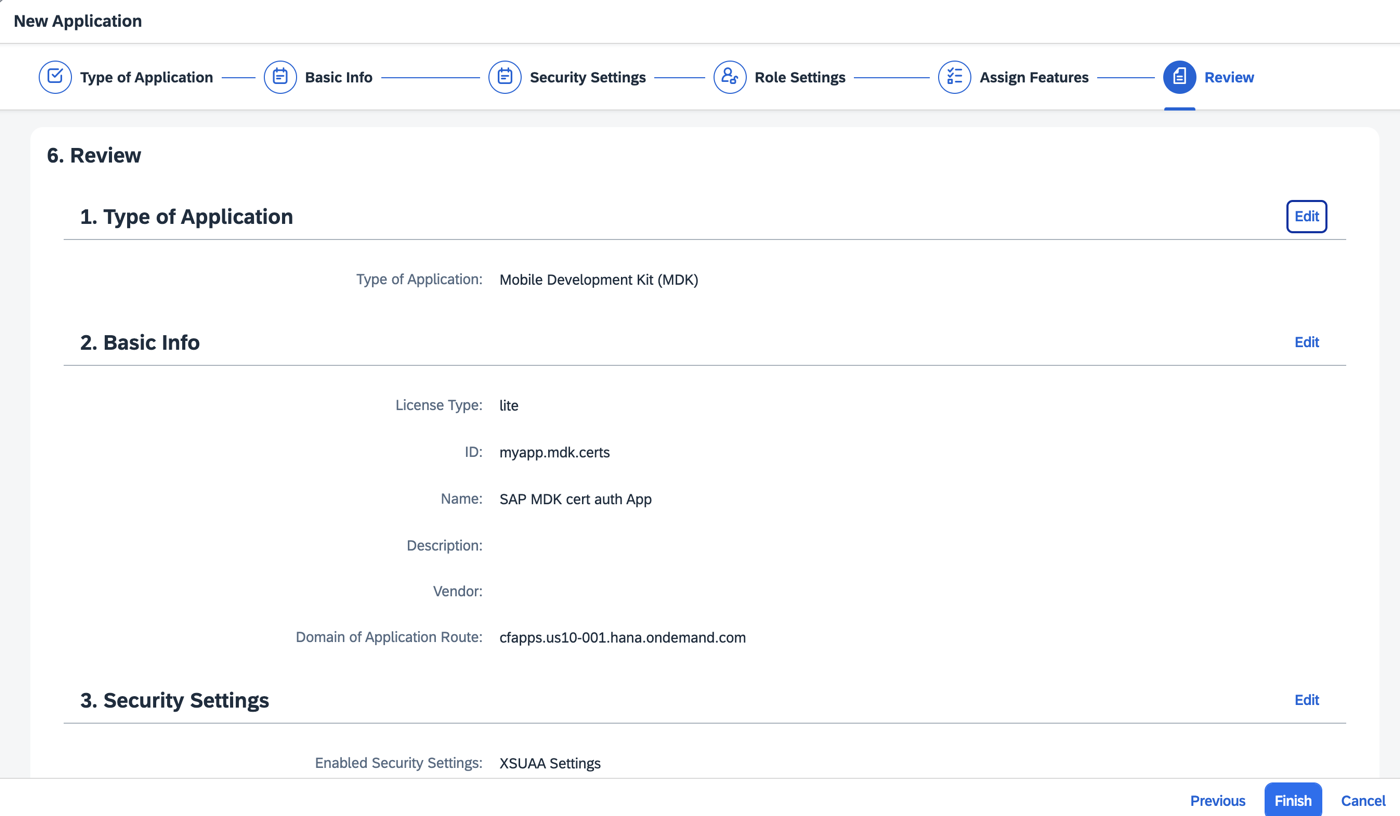 New Application
Type of Application Basic Info Security Settings Role Settings Assign Features Review
6. Review
1. Type of Application Edit
Type of Application: Mobile Development Kit (MDK)
2. Basic Info Edit
License Type: lite
ID: myapp.mdk.certs
Name: SAP MDK cert auth App
Description:
Vendor:
Domain of Application Route: cfapps.us10-001.hana.ondemand.com
3. Security Settings Edit
Enabled Security Settings: XSUAA Settings
Previous Finish Cancel